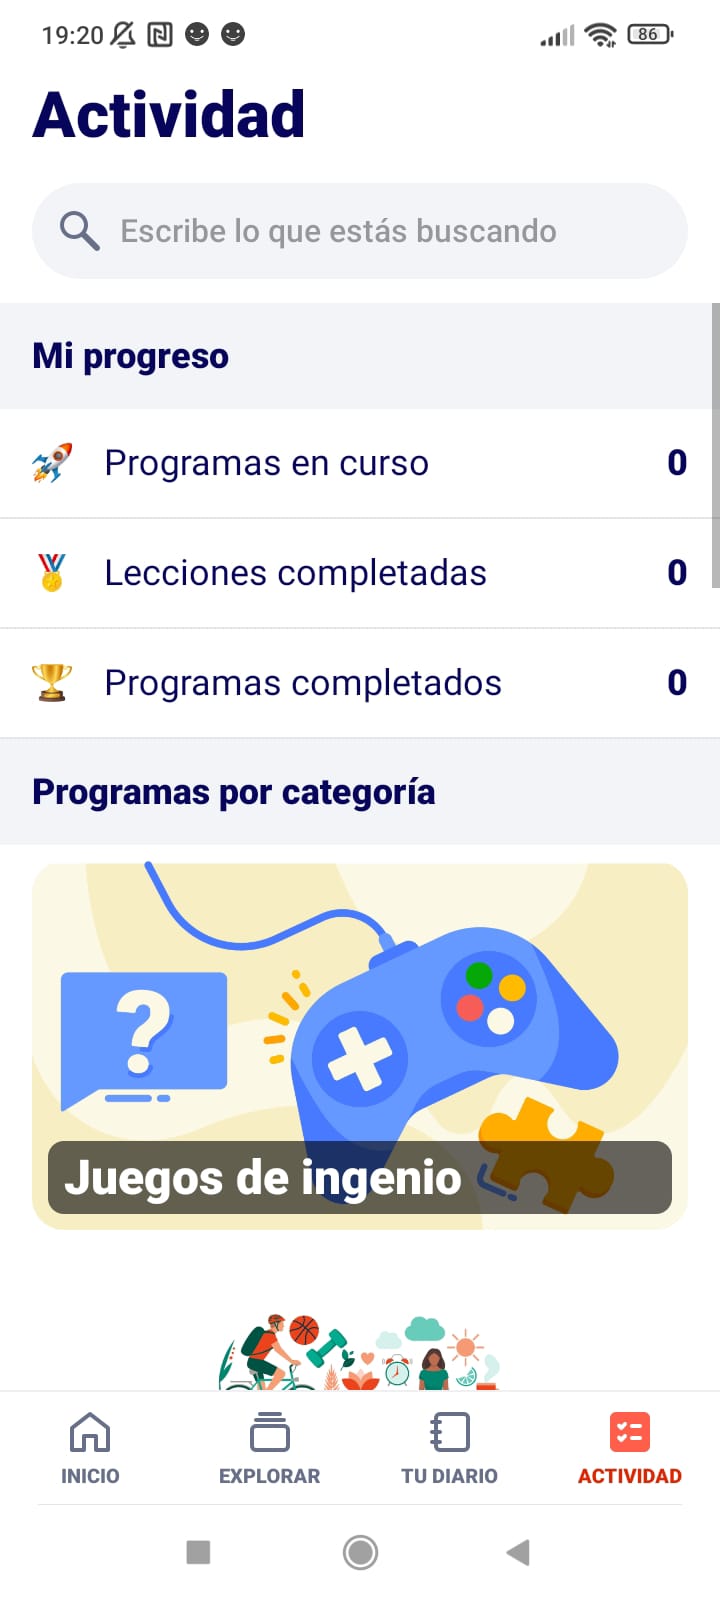 19:20
86
Actividad
Escribe lo que estás buscando
Mi progreso
Programas en curso 0
Lecciones completadas 0
Programas completados 0
Programas por categoría
?
Juegos de ingenio
INICIO EXPLORAR TU DIARIO ACTIVIDAD